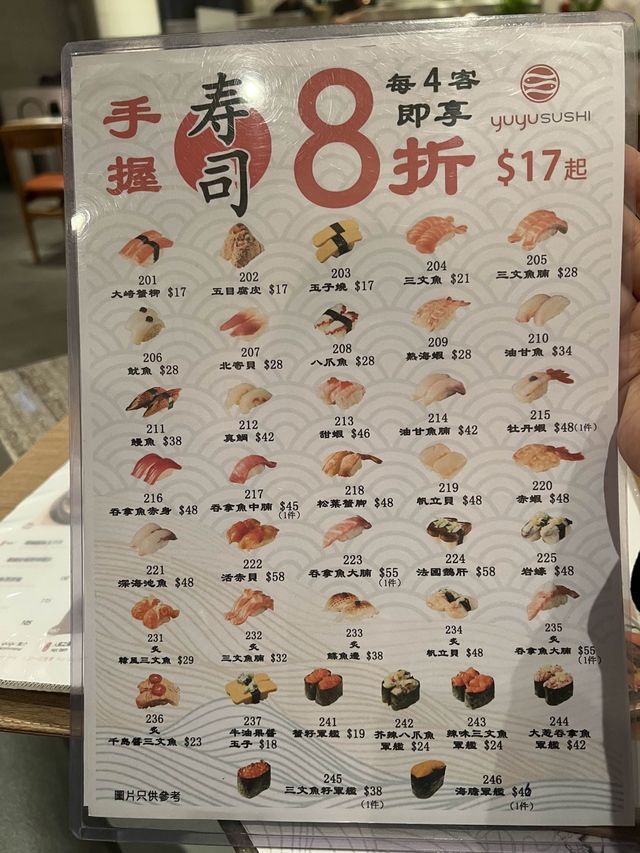 手握
寿司
8折
每4客
即享
yuyuSUSHI
$17起
201
大崎蟹柳 $17
202
五目腐皮 $17
203
玉子燒 $17
204
三文魚 $21
205
三文魚腩 $28
206
魷魚 $28
207
北寄貝 $28
208
八爪魚 $28
209
熟海蝦 $28
210
油甘魚 $34
211
鰻魚 $38
212
真鯛 $42
213
甜蝦 $46
214
油甘魚腩 $42
215
牡丹蝦 $48(1件)
216
吞拿魚赤身 $48
217
吞拿魚中腩 $45
(1件)
218
松葉蟹腳 $48
219
帆立貝 $48
220
赤蝦 $48
221
深海池魚 $48
222
活赤貝 $58
223
吞拿魚大腩 $55
(1件)
224
法國鵝肝 $58
225
岩蠔 $48
231
炙
韓風三文魚 $29
232
炙
三文魚腩 $32
233
炙
鰈魚邊 $38
234
炙
帆立貝 $48
235
炙
吞拿魚大腩 $55
(1件)
236
炙
千島醬三文魚 $23
237
牛油果醬
玉子 $18
241
蟹籽軍艦 $19
242
芥辣八爪魚
軍艦 $24
243
辣味三文魚
軍艦 $24
244
大葱吞拿魚
軍艦 $42
245
三文魚籽軍艦 $38
(1件)
246
海膽軍艦
(1件)
圖片只供參考